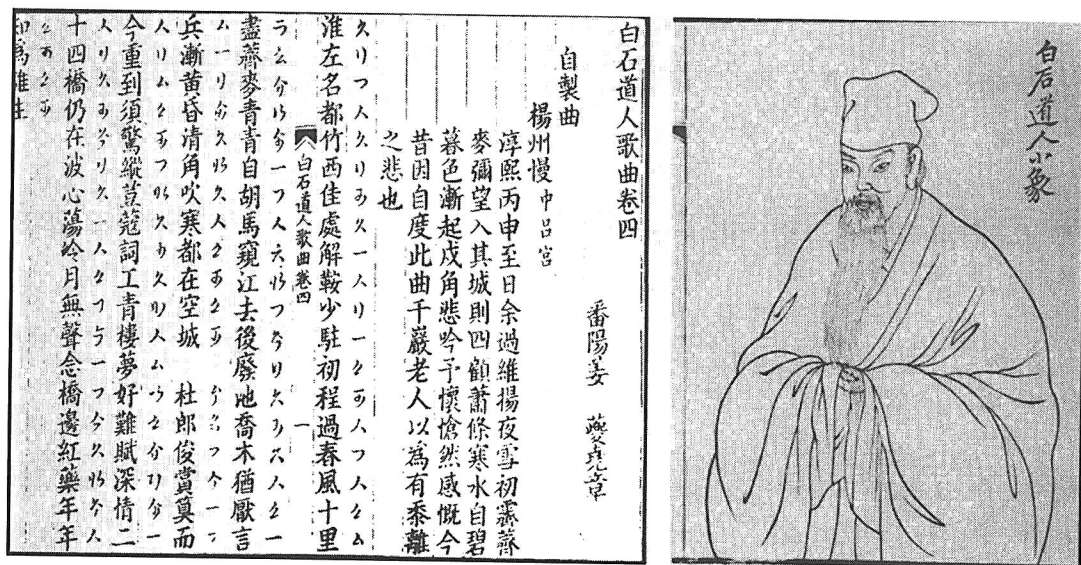 白石道人小象
白石道人歌曲卷四
番陽姜 夔堯章
自製曲
楊州慢中呂宮
淳熙丙申至日余過維揚夜雪初霽薺
麥彌望入其城則四顧蕭條寒水自碧
暮色漸起戍角悲吟予懷愴然感慨今
昔因自度此曲千巖老人以為有黍離
之悲也
淮左名都竹西佳處解鞍少駐初程過春風十里
白石道人歌曲卷四 一
盡薺麥青青自胡馬窺江去後廢池喬木猶厭言
兵漸黄昏清角吹寒都在空城 杜郎俊賞算而
今重到須驚縱荳蔻詞工青樓夢好難賦深情二
十四橋仍在波心蕩冷月無聲念橋邊紅藥年年
知為誰生